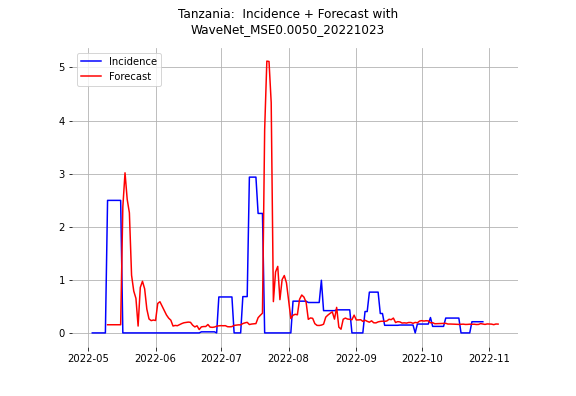 Tanzania:  Incidence + Forecast with
WaveNet_MSE0.0050_20221023
Incidence
Forecast
5
4
3
2
1
0
2022-05 2022-06 2022-07 2022-08 2022-09 2022-10 2022-11